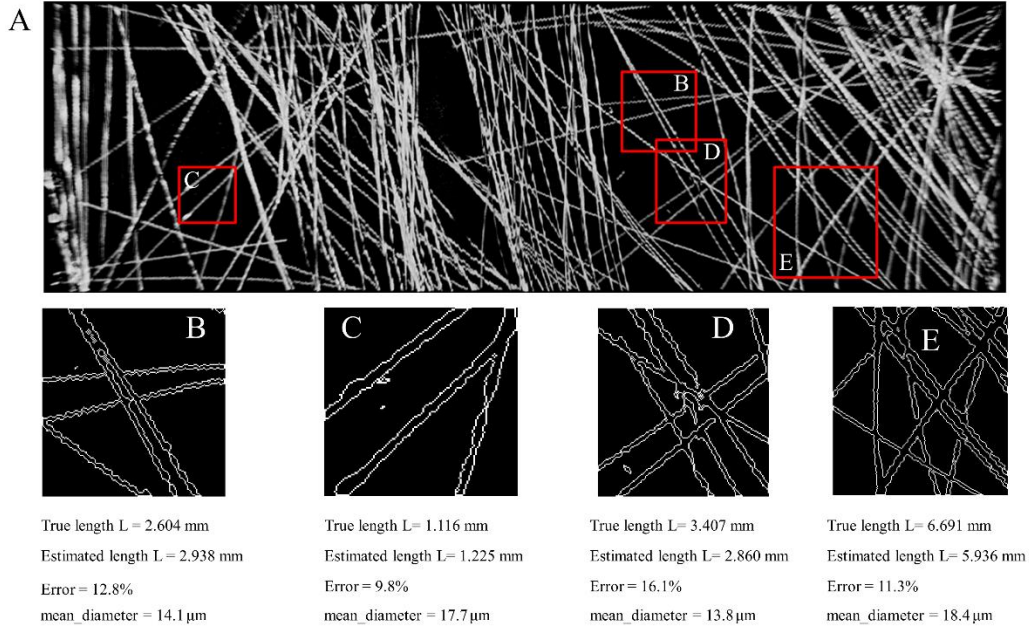 A
B
D
C
E
B
C
D
E
True length L = 2.604 mm
Estimated length L = 2.938 mm
Error = 12.8%
mean_diameter = 14.1 μm
True length L= 1.116 mm
Estimated length L = 1.225 mm
Error = 9.8%
mean_diameter = 17.7 μm
True length L= 3.407 mm
Estimated length L= 2.860 mm
Error = 16.1%
mean_diameter = 13.8 μm
True length L= 6.691 mm
Estimated length L= 5.936 mm
Error = 11.3%
mean_diameter = 18.4 μm